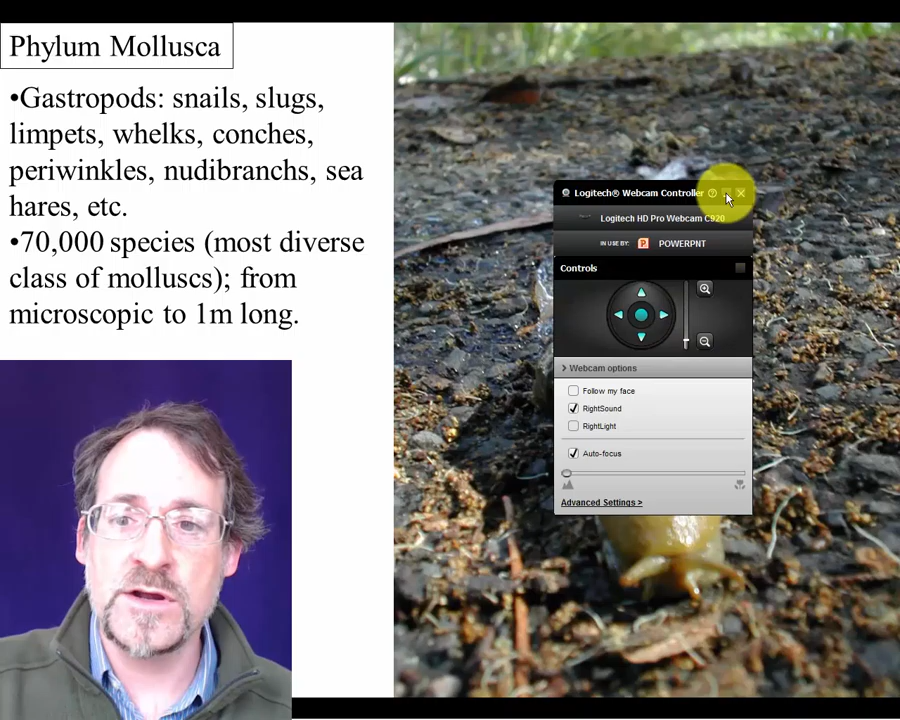 Phylum Mollusca
•Gastropods: snails, slugs,
limpets, whelks, conches,
periwinkles, nudibranchs, sea
hares, etc.
•70,000 species (most diverse
class of molluscs); from
microscopic to 1m long.
Logitech® Webcam Controller
Logitech HD Pro Webcam C920
IN USE BY: POWERPNT
Controls
Webcam options
Follow my face
RightSound
RightLight
Auto-focus
Advanced Settings >